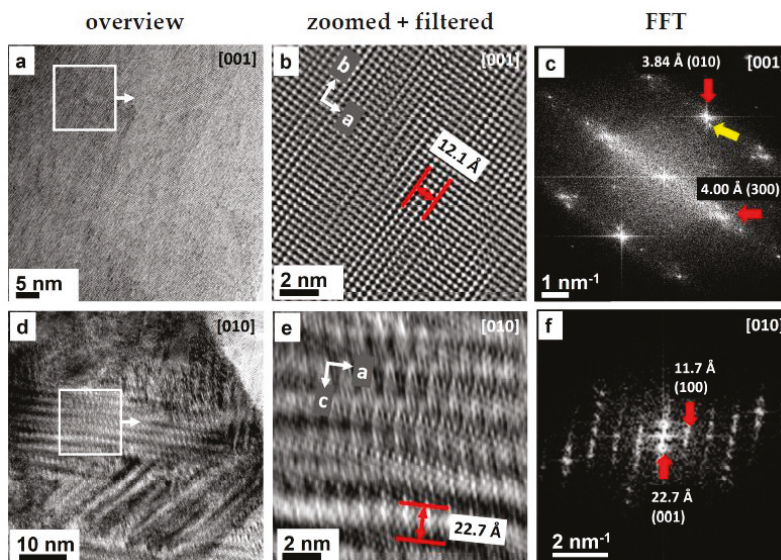 overview zoomed + filtered FFT
a [001]
5 nm
b [001]
b
a
12.1 Å
2 nm
c [001]
3.84 Å (010)
4.00 Å (300)
1 nm⁻¹
d [010]
10 nm
e [010]
a
c
22.7 Å
2 nm
f [010]
11.7 Å
(100)
22.7 Å
(001)
2 nm⁻¹